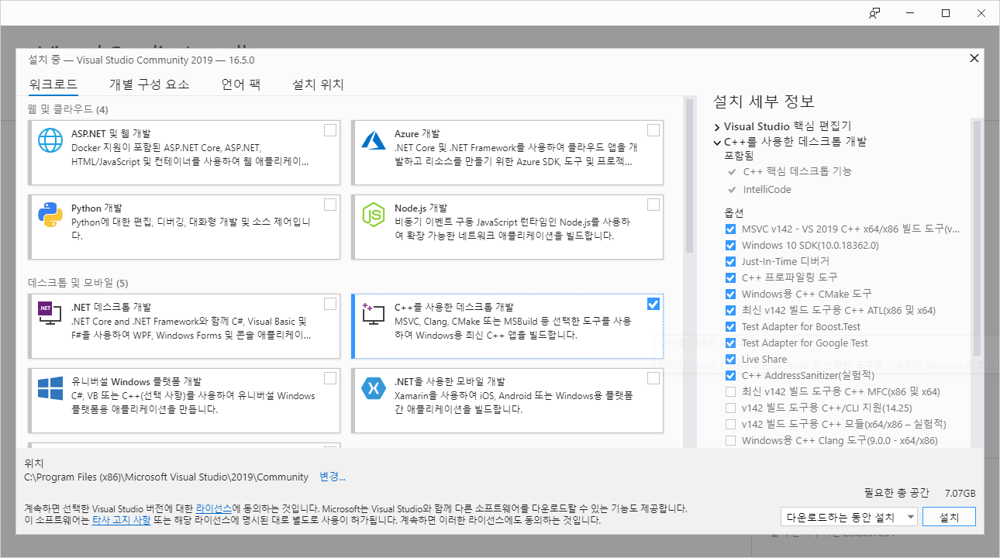 설치 중 — Visual Studio Community 2019 — 16.5.0
워크로드 개별 구성 요소 언어 팩 설치 위치
웹 및 클라우드 (4)
ASP.NET 및 웹 개발
Docker 지원이 포함된 ASP.NET Core, ASP.NET,
HTML/JavaScript 및 컨테이너를 사용하여 웹 애플리케이...
Azure 개발
.NET Core 및 .NET Framework를 사용하여 클라우드 앱을 개
발하고 리소스를 만들기 위한 Azure SDK, 도구 및 프로젝...
Python 개발
Python에 대한 편집, 디버깅, 대화형 개발 및 소스 제어입니
다.
Node.js 개발
비동기 이벤트 구동 JavaScript 런타임인 Node.js를 사용하
여 확장 가능한 네트워크 애플리케이션을 빌드합니다.
데스크톱 및 모바일 (5)
.NET
.NET 데스크톱 개발
.NET Core and .NET Framework와 함께 C#, Visual Basic 및
F#을 사용하여 WPF, Windows Forms 및 콘솔 애플리케이...
C++를 사용한 데스크톱 개발
MSVC, Clang, CMake 또는 MSBuild 등 선택한 도구를 사용
하여 Windows용 최신 C++ 앱을 빌드합니다.
유니버설 Windows 플랫폼 개발
C#, VB 또는 C++(선택 사항)를 사용하여 유니버설 Windows
플랫폼용 애플리케이션을 만듭니다.
.NET을 사용한 모바일 개발
Xamarin을 사용하여 iOS, Android 또는 Windows용 플랫폼
간 애플리케이션을 빌드합니다.
설치 세부 정보
Visual Studio 핵심 편집기
C++를 사용한 데스크톱 개발
포함됨
C++ 핵심 데스크톱 기능
IntelliCode
옵션
MSVC v142 - VS 2019 C++ x64/x86 빌드 도구(v...
Windows 10 SDK(10.0.18362.0)
Just-In-Time 디버거
C++ 프로파일링 도구
Windows용 C++ CMake 도구
최신 v142 빌드 도구용 C++ ATL(x86 및 x64)
Test Adapter for Boost.Test
Test Adapter for Google Test
Live Share
C++ AddressSanitizer(실험적)
최신 v142 빌드 도구용 C++ MFC(x86 및 x64)
v142 빌드 도구용 C++/CLI 지원(14.25)
v142 빌드 도구용 C++ 모듈(x64/x86 – 실험적)
Windows용 C++ Clang 도구(9.0.0 - x64/x86)
위치
C:\Program Files (x86)\Microsoft Visual Studio\2019\Community 변경...
필요한 총 공간 7.07GB
계속하면 선택한 Visual Studio 버전에 대한 라이선스에 동의하는 것입니다. Microsoft는 Visual Studio와 함께 다른 소프트웨어를 다운로드할 수 있는 기능도 제공합니다.
이 소프트웨어는 타사 고지 사항 또는 해당 라이선스에 명시된 대로 별도로 사용이 허가됩니다. 계속하면 이러한 라이선스에도 동의하는 것입니다.
다운로드하는 동안 설치 설치